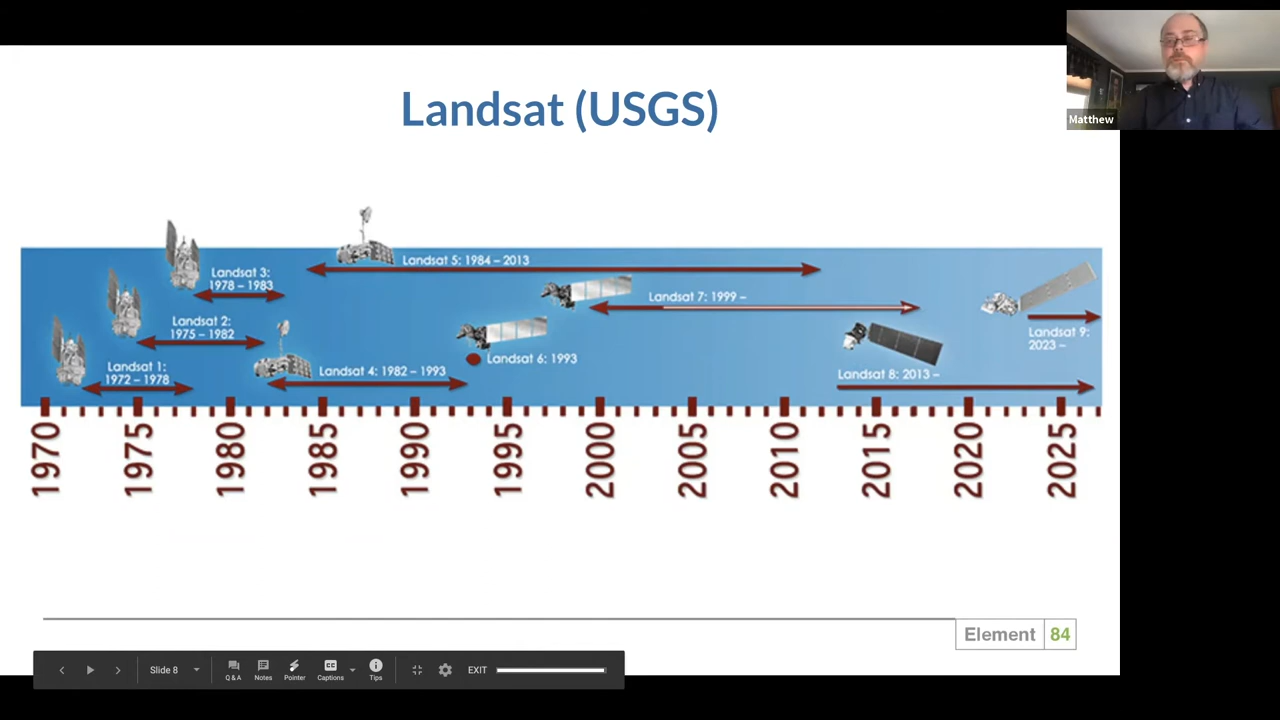 Matthew
Landsat (USGS)
Landsat 5: 1984 – 2013
Landsat 3:
1978 – 1983
Landsat 7: 1999 –
Landsat 2:
1975 – 1982
Landsat 9:
2023 –
Landsat 6: 1993
Landsat 1:
1972 – 1978
Landsat 4: 1982 – 1993
Landsat 8: 2013 –
1970
1975
1980
1985
1990
1995
2000
2005
2010
2015
2020
2025
Element 84
Slide 8
Q & A
Notes
Pointer
CC
Captions
Tips
EXIT